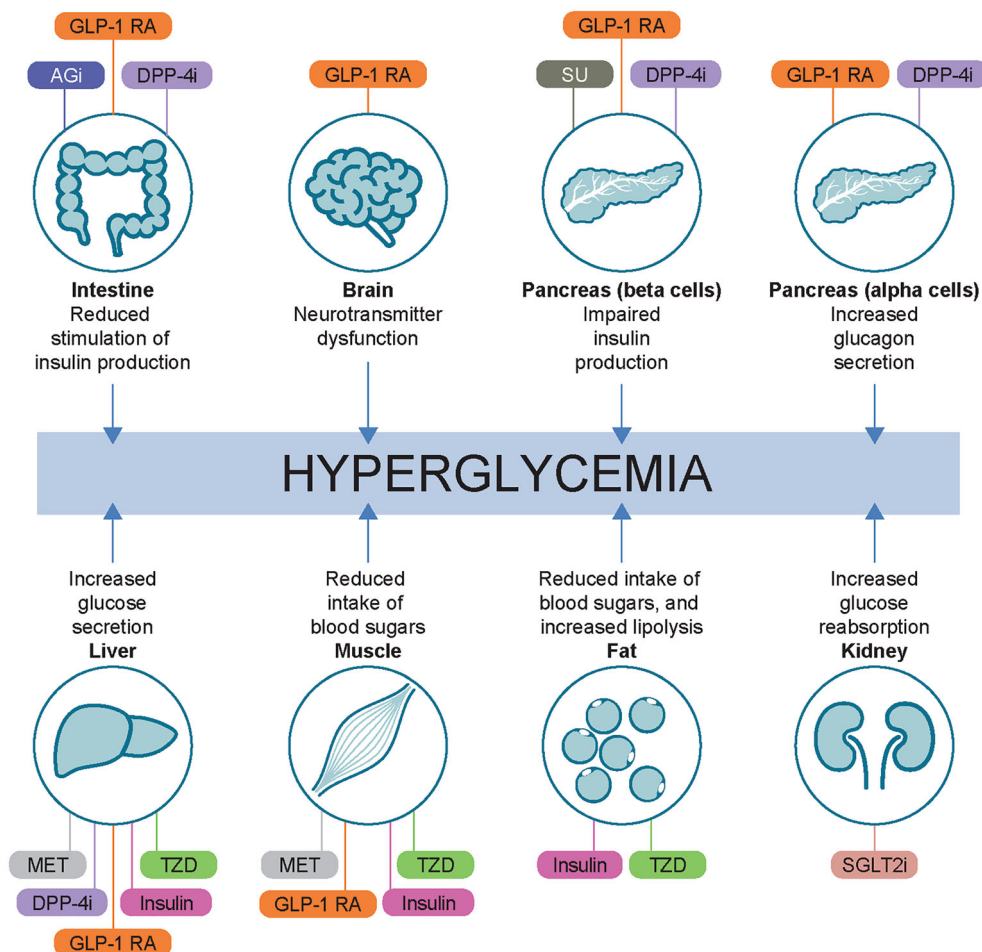 GLP-1 RA
AGi
DPP-4i
Intestine
Reduced
stimulation of
insulin production
GLP-1 RA
Brain
Neurotransmitter
dysfunction
GLP-1 RA
SU
DPP-4i
Pancreas (beta cells)
Impaired
insulin
production
GLP-1 RA
DPP-4i
Pancreas (alpha cells)
Increased
glucagon
secretion
HYPERGLYCEMIA
Increased
glucose
secretion
Liver
MET
TZD
DPP-4i
Insulin
GLP-1 RA
Reduced
intake of
blood sugars
Muscle
MET
TZD
GLP-1 RA
Insulin
Reduced intake of
blood sugars, and
increased lipolysis
Fat
Insulin
TZD
Increased
glucose
reabsorption
Kidney
SGLT2i